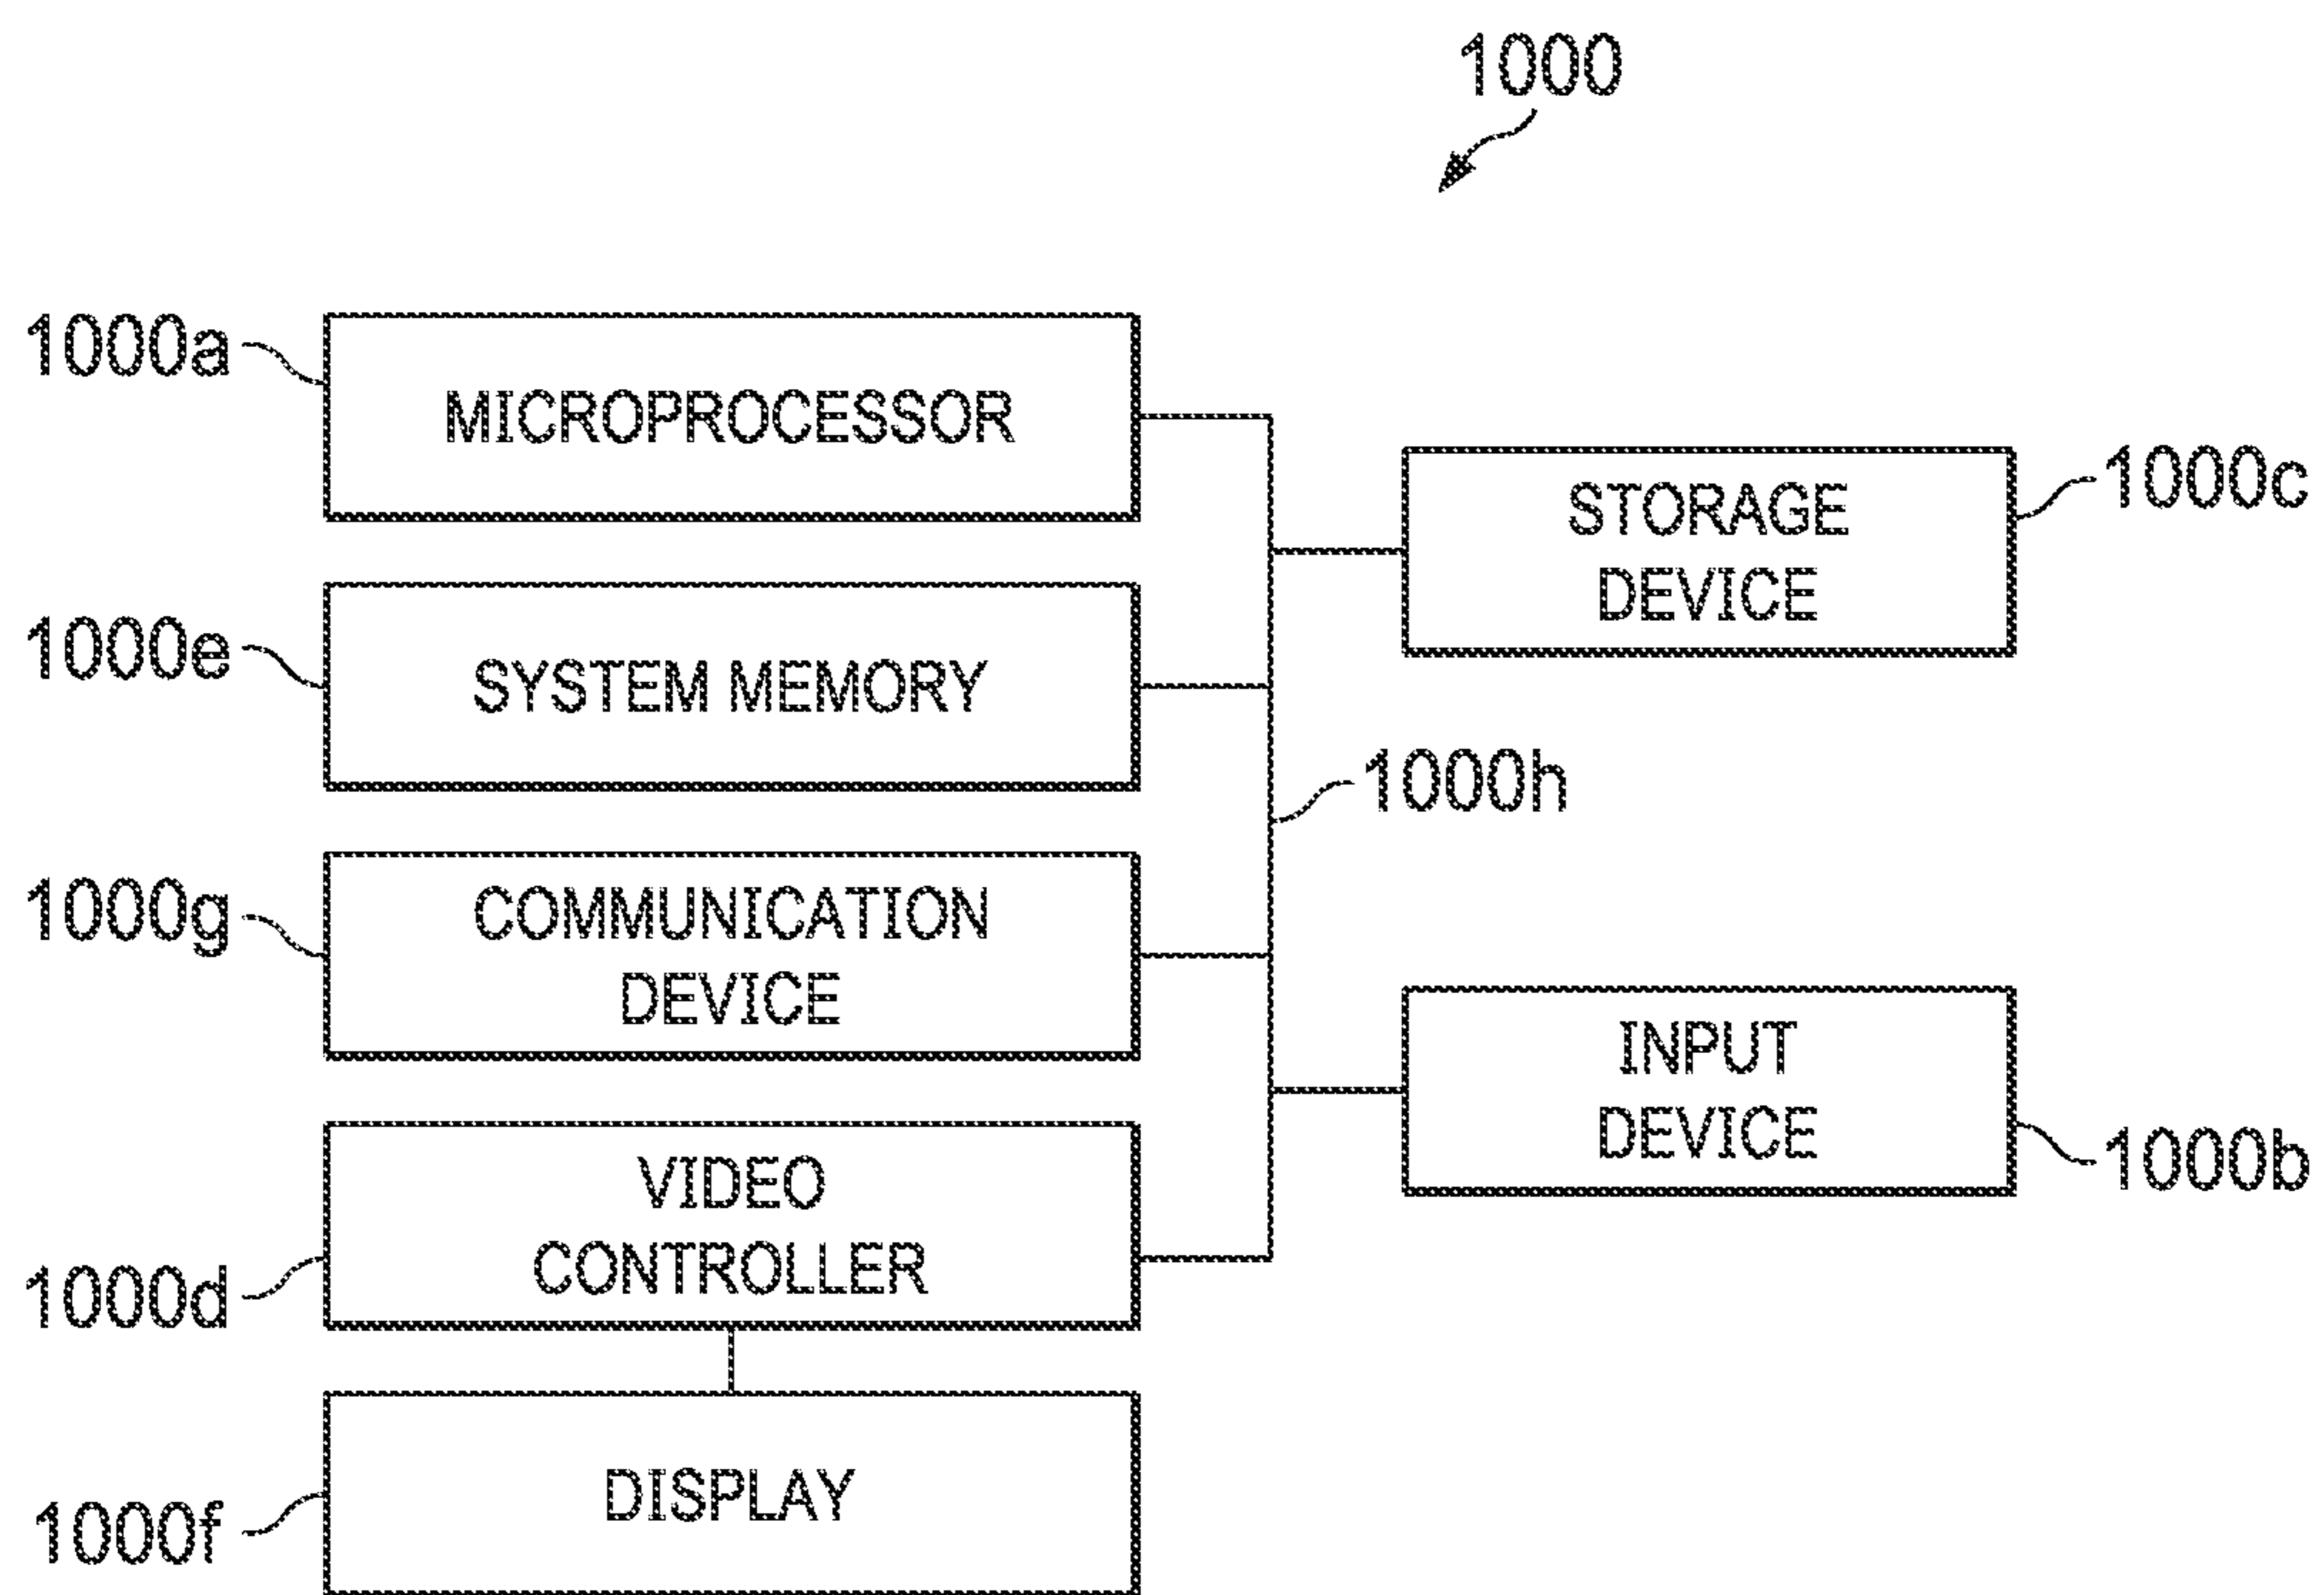 1000
1000a
MICROPROCESSOR
STORAGE
DEVICE
1000c
1000e
SYSTEM MEMORY
1000h
1000g
COMMUNICATION
DEVICE
INPUT
DEVICE
1000b
VIDEO
CONTROLLER
1000d
DISPLAY
1000f